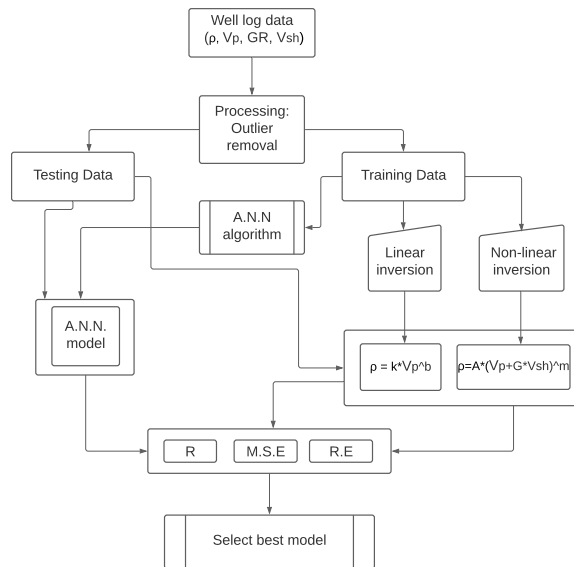 Well log data
(ρ, Vp, GR, Vsh)
Processing:
Outlier
removal
Testing Data
Training Data
A.N.N
algorithm
Linear
inversion
Non-linear
inversion
A.N.N.
model
ρ = k*Vp^b
ρ=A*(Vp+G*Vsh)^m
R
M.S.E
R.E
Select best model